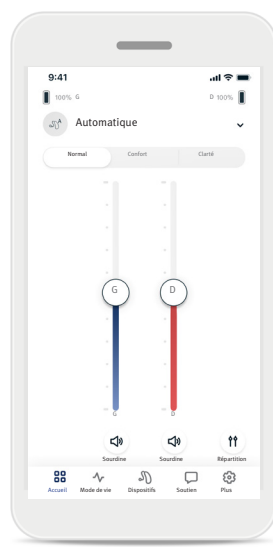 9:41
100% G D 100%
Automatique
Normal Confort Clarté
G D
G D
Sourdine Sourdine Répartition
Accueil Mode de vie Dispositifs Soutien Plus